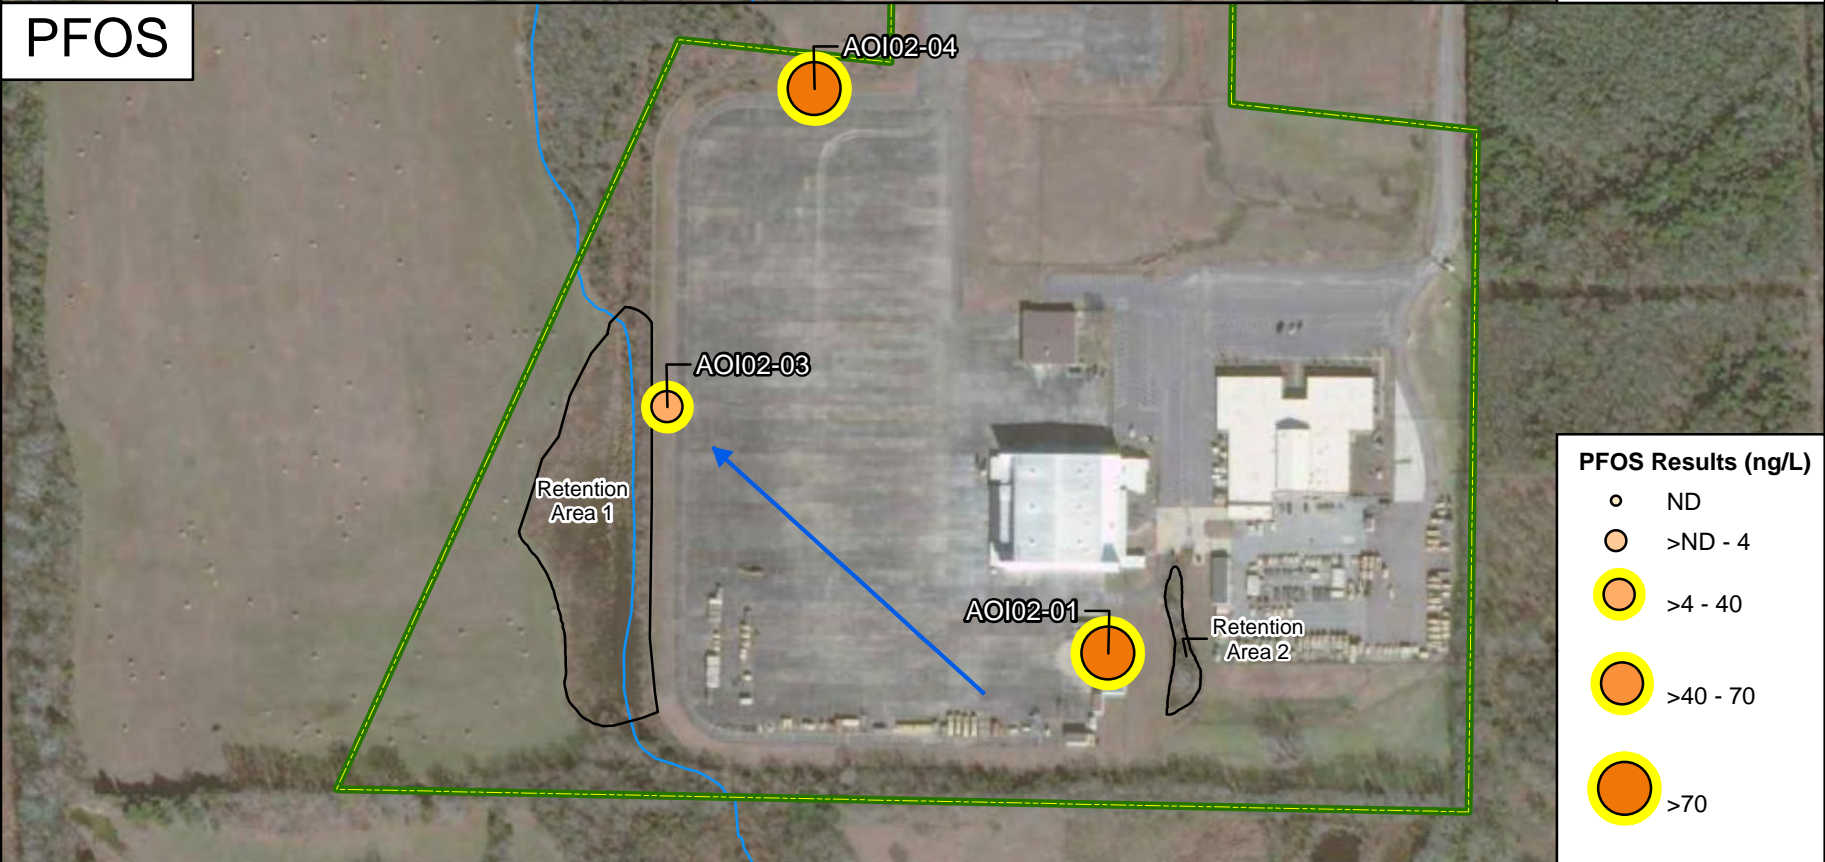 PFOS
AOI02-04
AOI02-03
Retention
Area 1
AOI02-01
Retention
Area 2
PFOS Results (ng/L)
ND
>ND - 4
>4 - 40
>40 - 70
>70